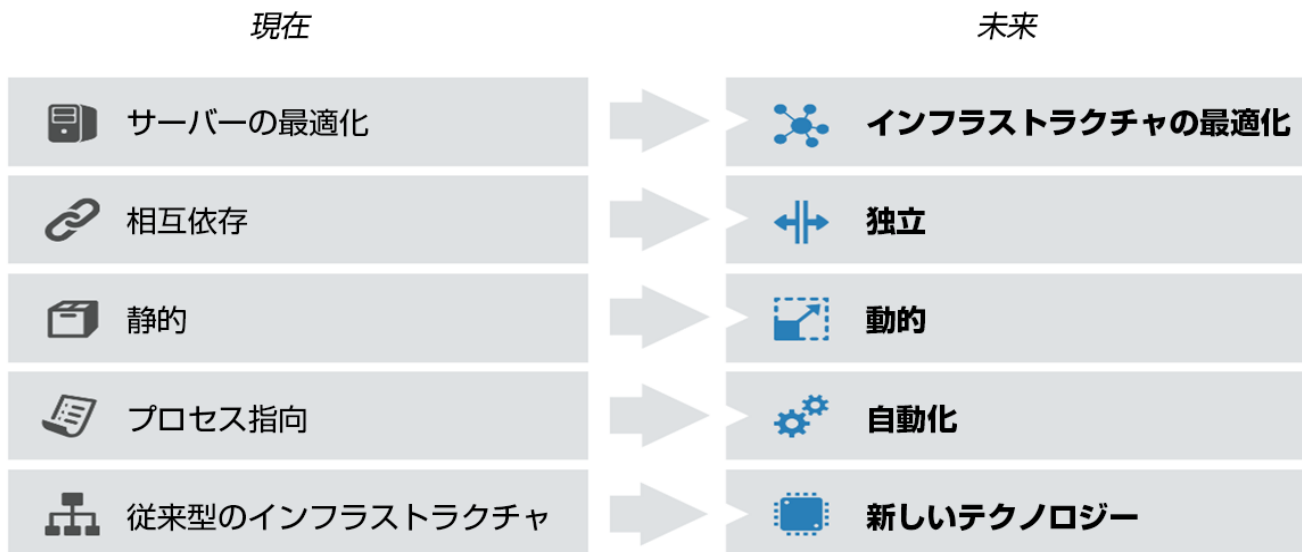 現在
未来
サーバーの最適化
インフラストラクチャの最適化
相互依存
独立
静的
動的
プロセス指向
自動化
従来型のインフラストラクチャ
新しいテクノロジー